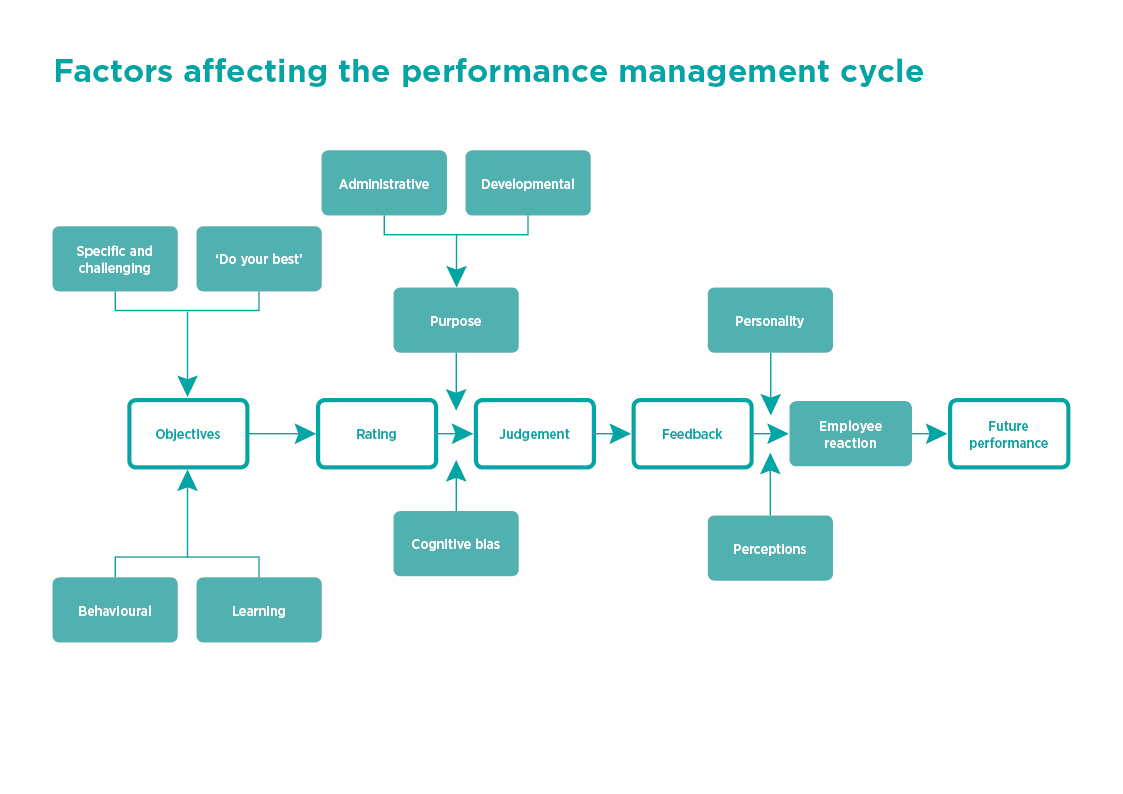 Factors affecting the performance management cycle
Administrative
Developmental
Specific and
challenging
‘Do your best’
Purpose
Personality
Objectives
Rating
Judgement
Feedback
Employee
reaction
Future
performance
Cognitive bias
Perceptions
Behavioural
Learning